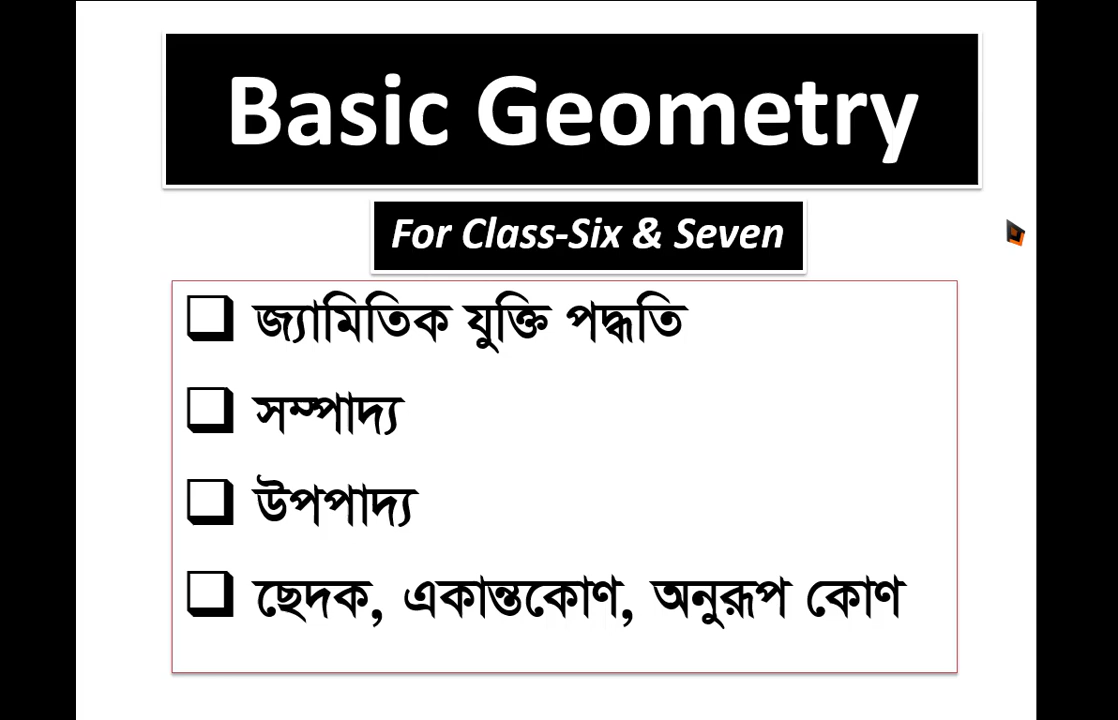 Basic Geometry
For Class-Six & Seven
জ্যামিতিক যুক্তি পদ্ধতি
সম্পাদ্য
উপপাদ্য
ছেদক, একান্তকোণ, অনুরূপ কোণ